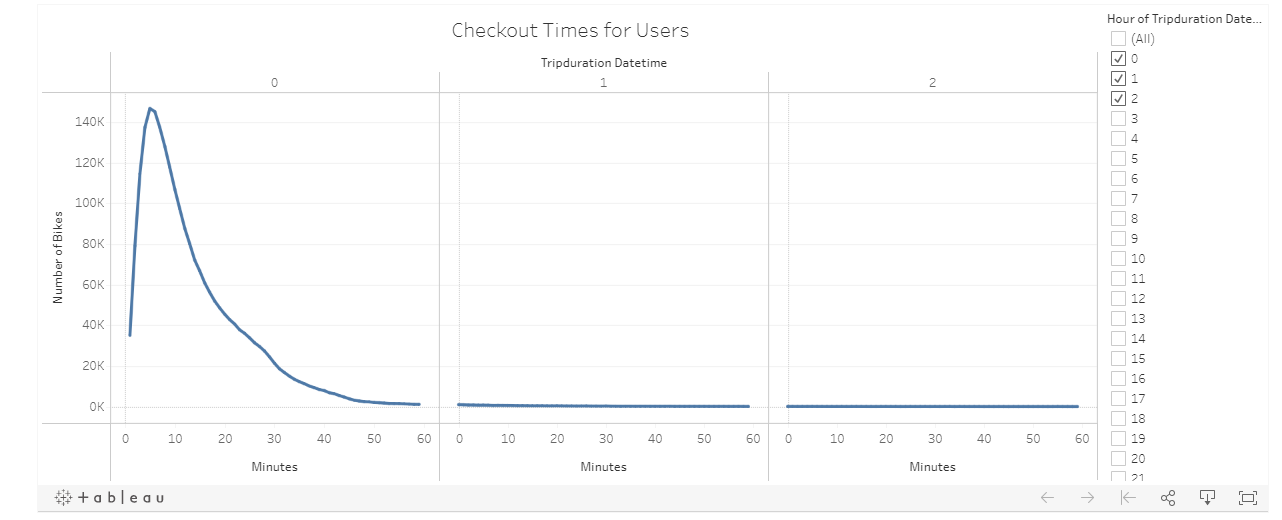 Checkout Times for Users
Tripduration Datetime
0 1 2
140K
120K
100K
80K
60K
40K
20K
0K
Number of Bikes
0 10 20 30 40 50 60 0 10 20 30 40 50 60 0 10 20 30 40 50 60
Minutes Minutes Minutes
Hour of Tripduration Date...
(All)
0
1
2
3
4
5
6
7
8
9
10
11
12
13
14
15
16
17
18
19
20
21
+ a b l e a u